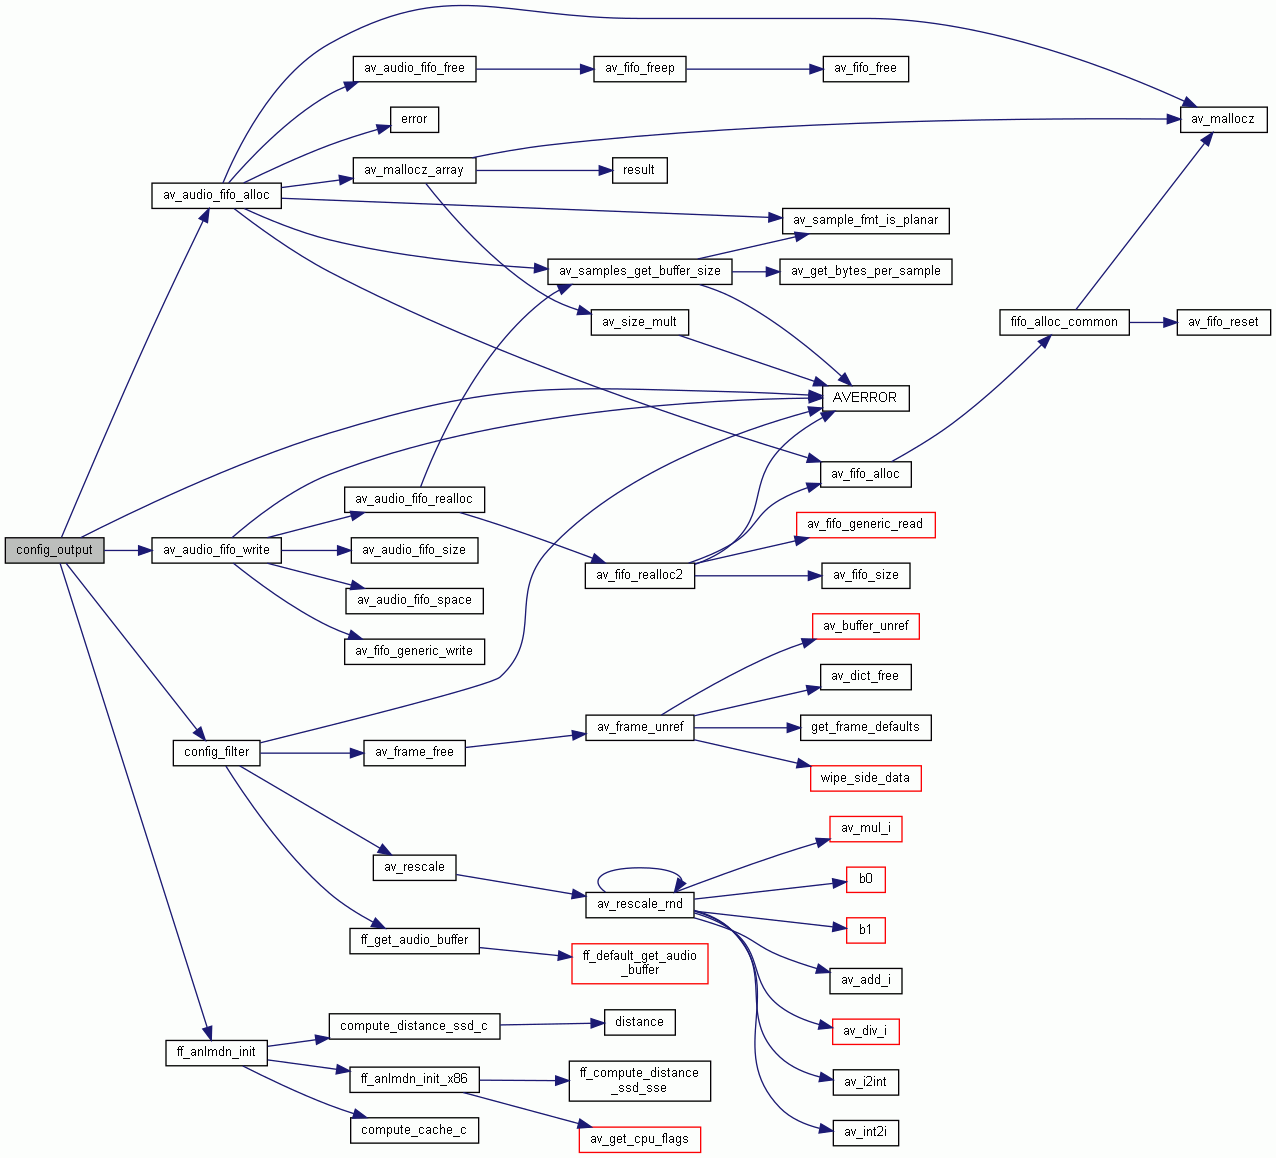 av_audio_fifo_free
av_fifo_freep
av_fifo_free
error
av_mallocz
av_mallocz_array
result
av_audio_fifo_alloc
av_sample_fmt_is_planar
av_samples_get_buffer_size
av_get_bytes_per_sample
av_size_mult
fifo_alloc_common
av_fifo_reset
AVERROR
av_fifo_alloc
av_audio_fifo_realloc
av_fifo_generic_read
config_output
av_audio_fifo_write
av_audio_fifo_size
av_fifo_realloc2
av_fifo_size
av_audio_fifo_space
av_buffer_unref
av_fifo_generic_write
av_dict_free
av_frame_unref
get_frame_defaults
config_filter
av_frame_free
wipe_side_data
av_mul_i
av_rescale
b0
av_rescale_rnd
b1
ff_get_audio_buffer
ff_default_get_audio
_buffer
av_add_i
compute_distance_ssd_c
distance
av_div_i
ff_anlmdn_init
ff_anlmdn_init_x86
ff_compute_distance
_ssd_sse
av_i2int
compute_cache_c
av_get_cpu_flags
av_int2i